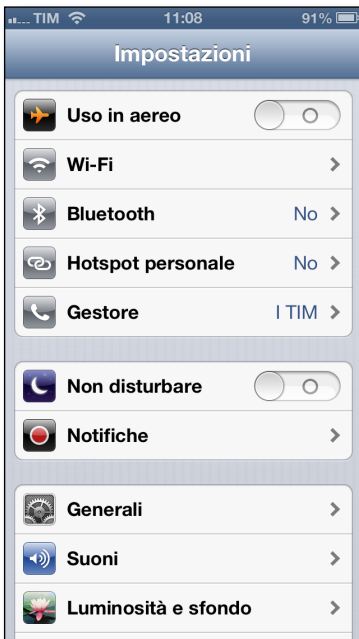 TIM 11:08 91%
Impostazioni
Uso in aereo
Wi-Fi
Bluetooth No
Hotspot personale No
Gestore I TIM
Non disturbare
Notifiche
Generali
Suoni
Luminosità e sfondo